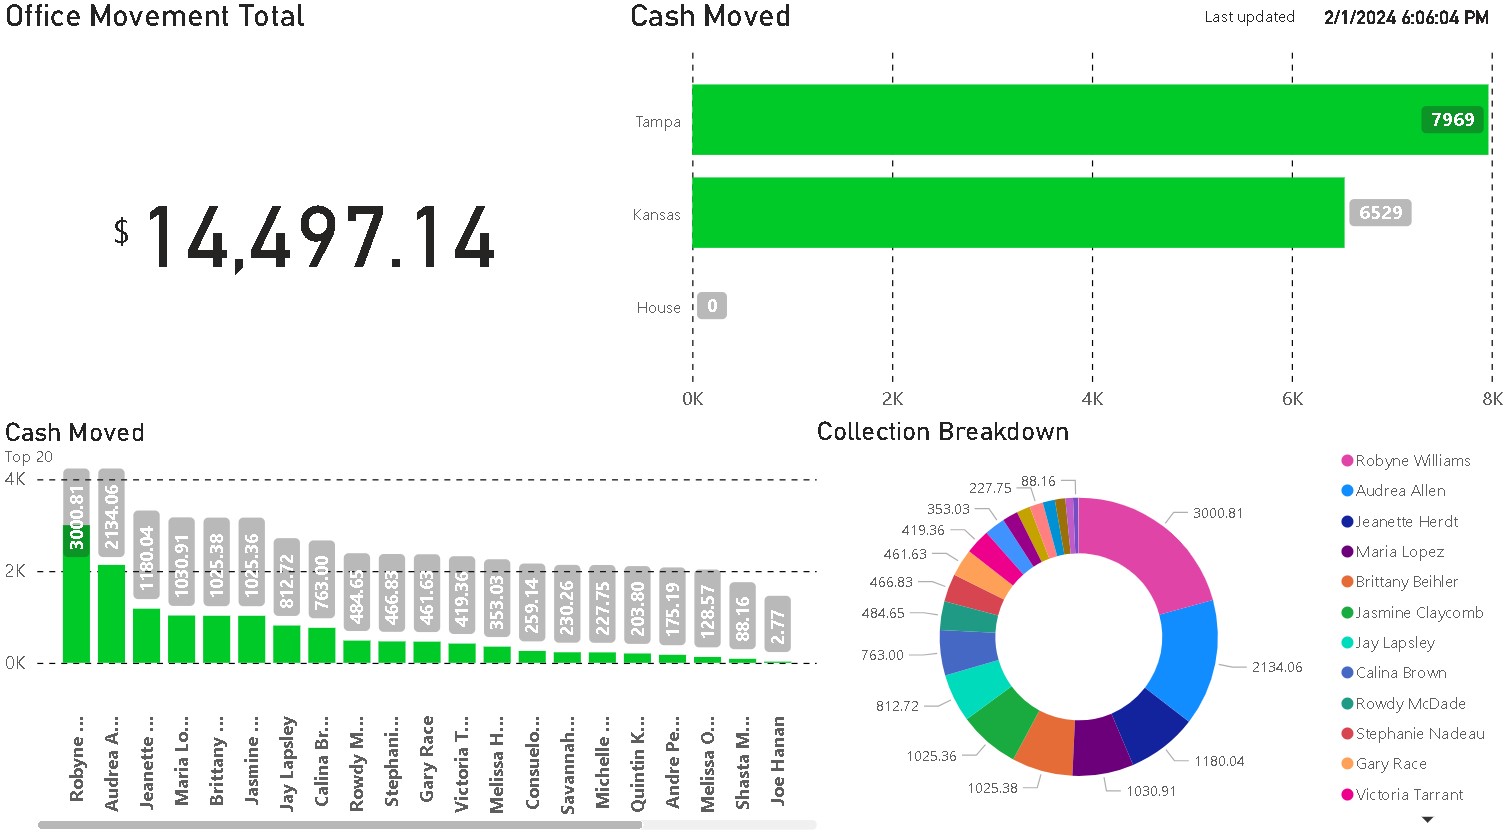 Office Movement Total
$ 14,497.14
Cash Moved
Last updated 2/1/2024 6:06:04 PM
Tampa 7969
Kansas 6529
House 0
0K 2K 4K 6K 8K
Cash Moved
Top 20
4K
2K
0K
3000.81
2134.06
1180.04
1030.91
1025.38
1025.36
812.72
763.00
484.65
466.83
461.63
419.36
353.03
259.14
230.26
227.75
203.80
175.19
128.57
88.16
2.77
Robyne ...
Audrea A...
Jeanette ...
Maria Lo...
Brittany ...
Jasmine ...
Jay Lapsley
Calina Br...
Rowdy M...
Stephani...
Gary Race
Victoria T...
Melissa H...
Consuelo...
Savannah...
Michelle ...
Quintin K...
Andre Pe...
Melissa O...
Shasta M...
Joe Hanan
Collection Breakdown
3000.81
2134.06
1180.04
1030.91
1025.38
1025.36
812.72
763.00
484.65
466.83
461.63
419.36
353.03
227.75
88.16
Robyne Williams
Audrea Allen
Jeanette Herdt
Maria Lopez
Brittany Beihler
Jasmine Claycomb
Jay Lapsley
Calina Brown
Rowdy McDade
Stephanie Nadeau
Gary Race
Victoria Tarrant